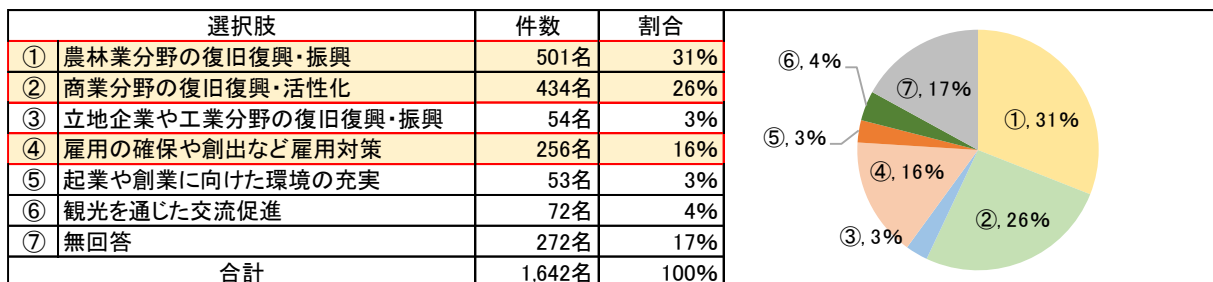 選択肢 件数 割合
① 農林業分野の復旧復興・振興 501名 31%
② 商業分野の復旧復興・活性化 434名 26%
③ 立地企業や工業分野の復旧復興・振興 54名 3%
④ 雇用の確保や創出など雇用対策 256名 16%
⑤ 起業や創業に向けた環境の充実 53名 3%
⑥ 観光を通じた交流促進 72名 4%
⑦ 無回答 272名 17%
合計 1,642名 100%
①, 31%
②, 26%
③, 3%
④, 16%
⑤, 3%
⑥, 4%
⑦, 17%